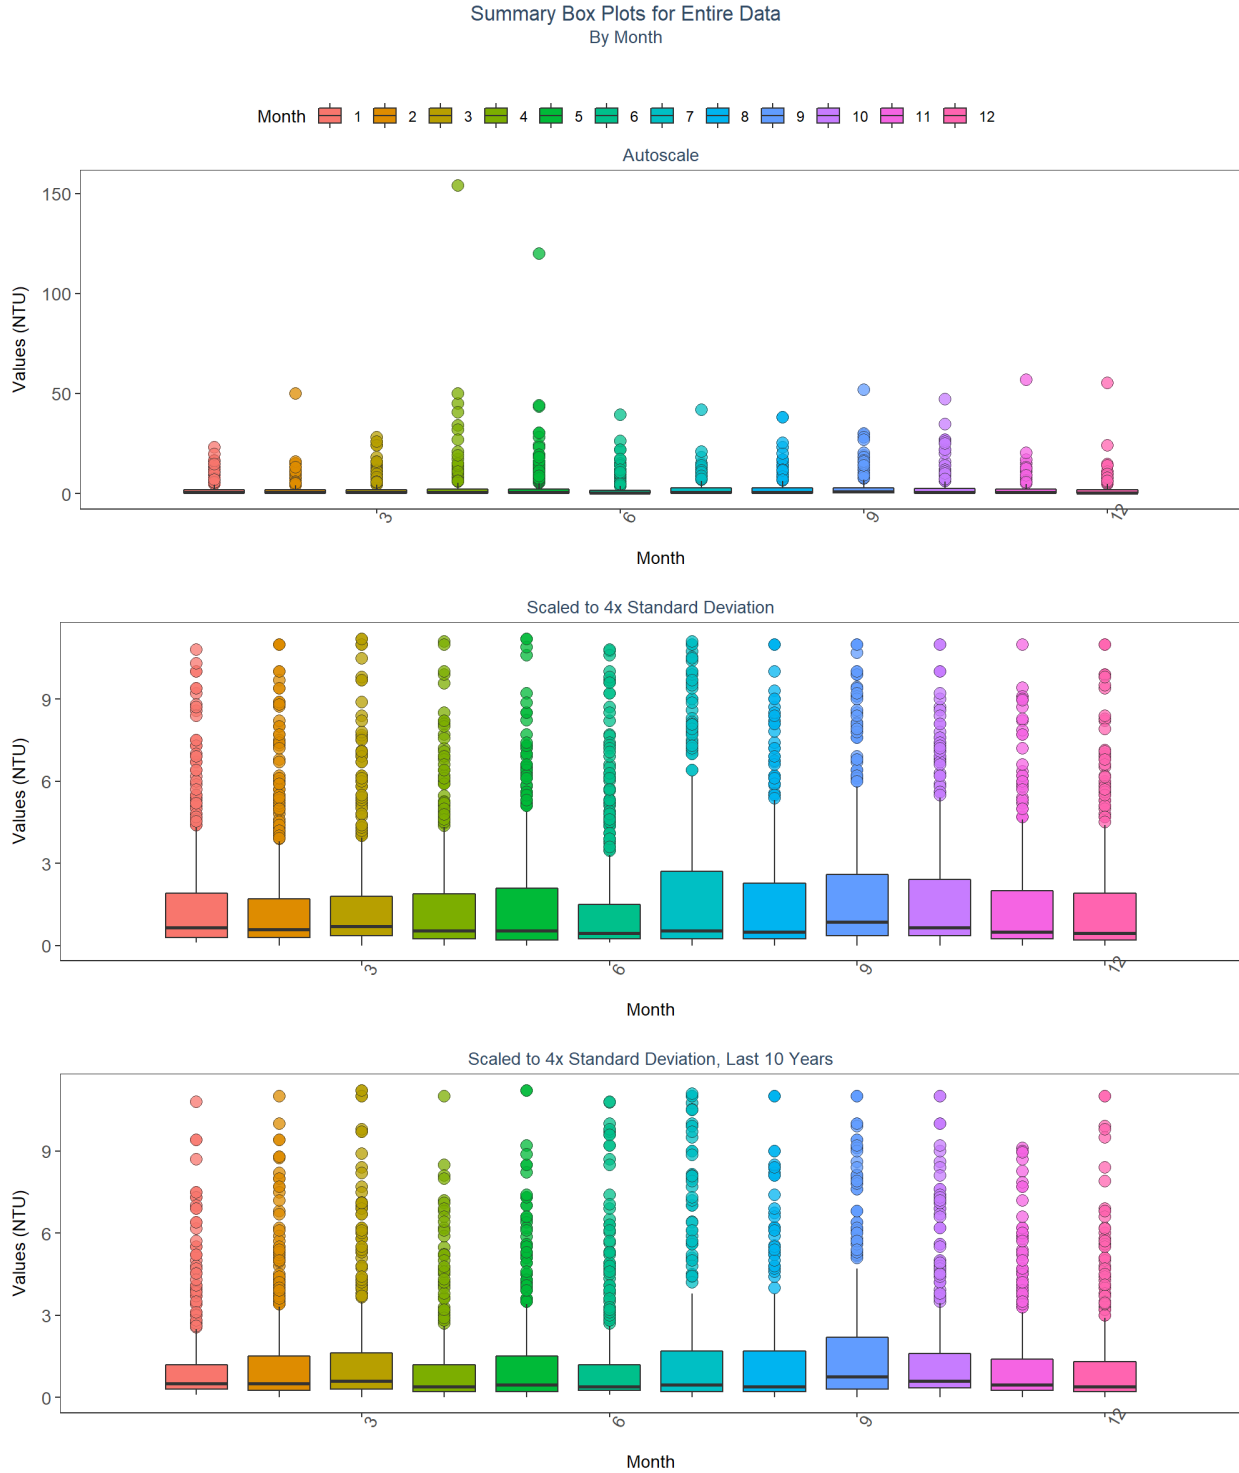 Summary Box Plots for Entire Data
By Month
Month 1 2 3 4 5 6 7 8 9 10 11 12
Autoscale
Values (NTU)
150
100
50
0
3 6 9 12
Month
Scaled to 4x Standard Deviation
Values (NTU)
9
6
3
0
3 6 9 12
Month
Scaled to 4x Standard Deviation, Last 10 Years
Values (NTU)
9
6
3
0
3 6 9 12
Month